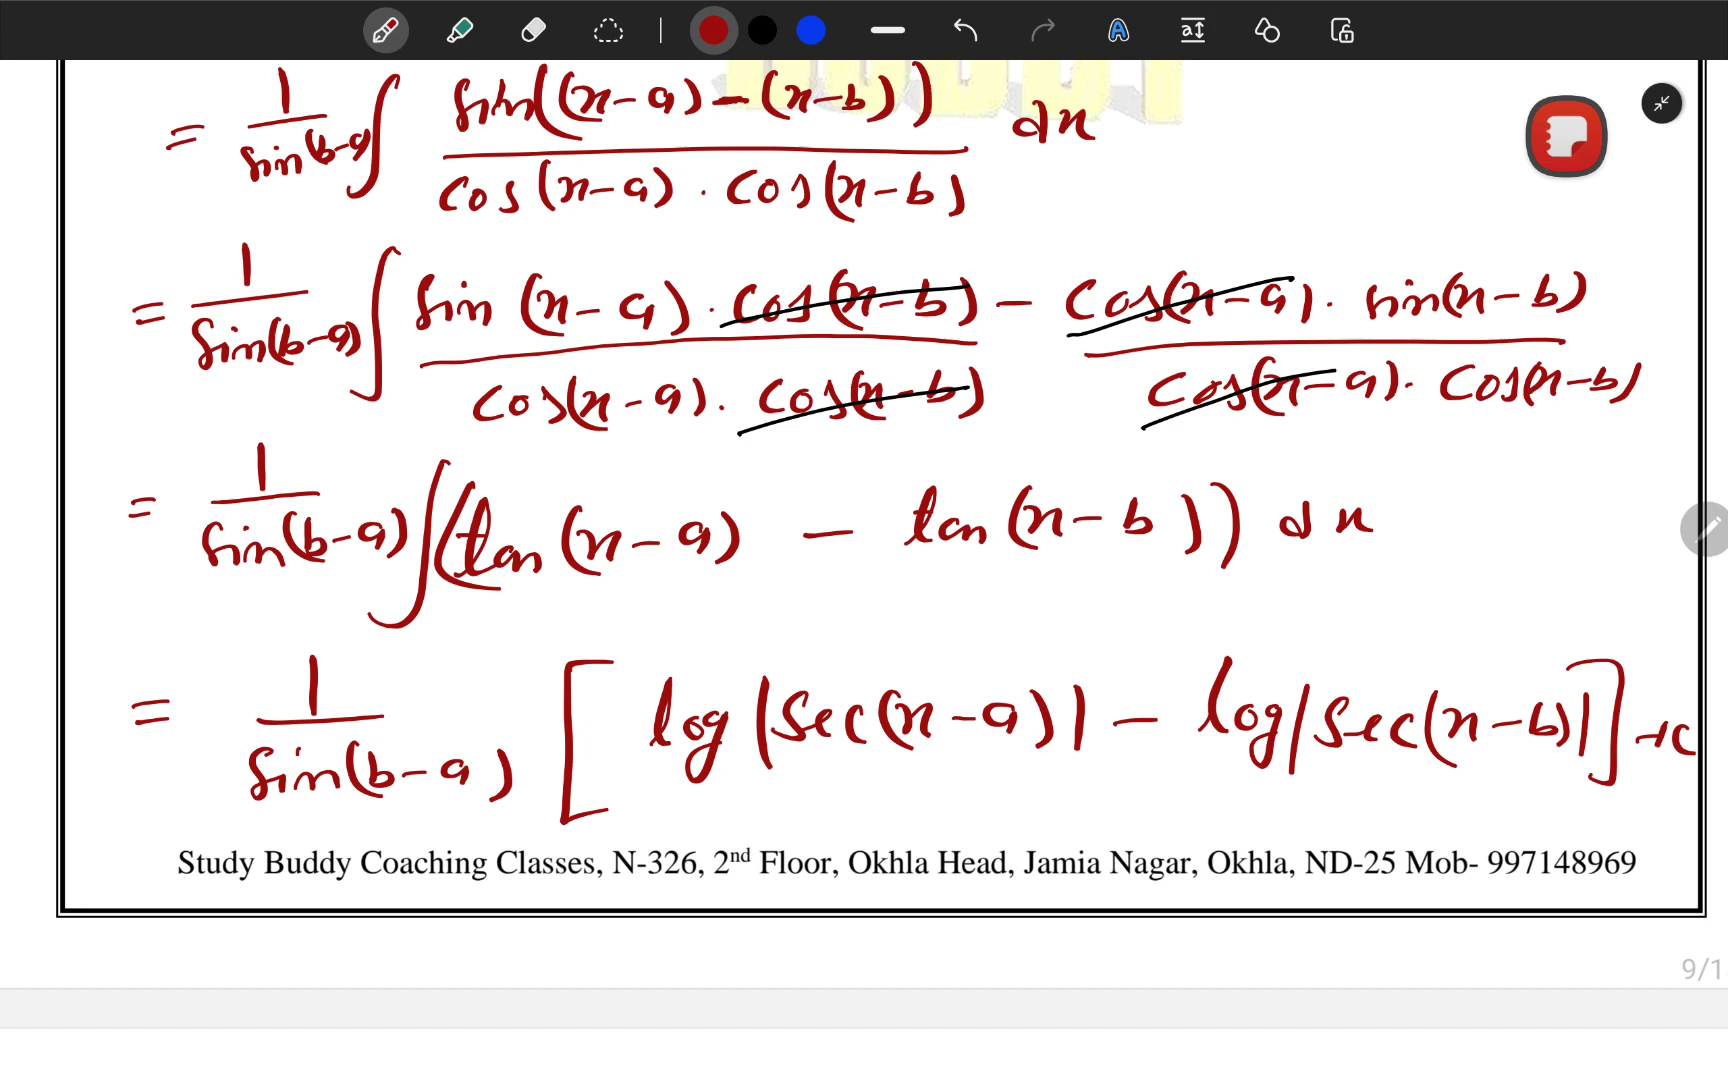 = 1/sin(b-a) ∫ sin((x-a)-(x-b)) / cos(x-a) · cos(x-b) dx
= 1/sin(b-a) ∫ sin(x-a) · cos(x-b) / cos(x-a) · cos(x-b) - cos(x-a) · sin(x-b) / cos(x-a) · cos(x-b)
= 1/sin(b-a) ∫ (tan(x-a) - tan(x-b)) dx
= 1/sin(b-a) [ log|sec(x-a)| - log|sec(x-b)| ] + c
Study Buddy Coaching Classes, N-326, 2nd Floor, Okhla Head, Jamia Nagar, Okhla, ND-25 Mob- 997148969
9/1